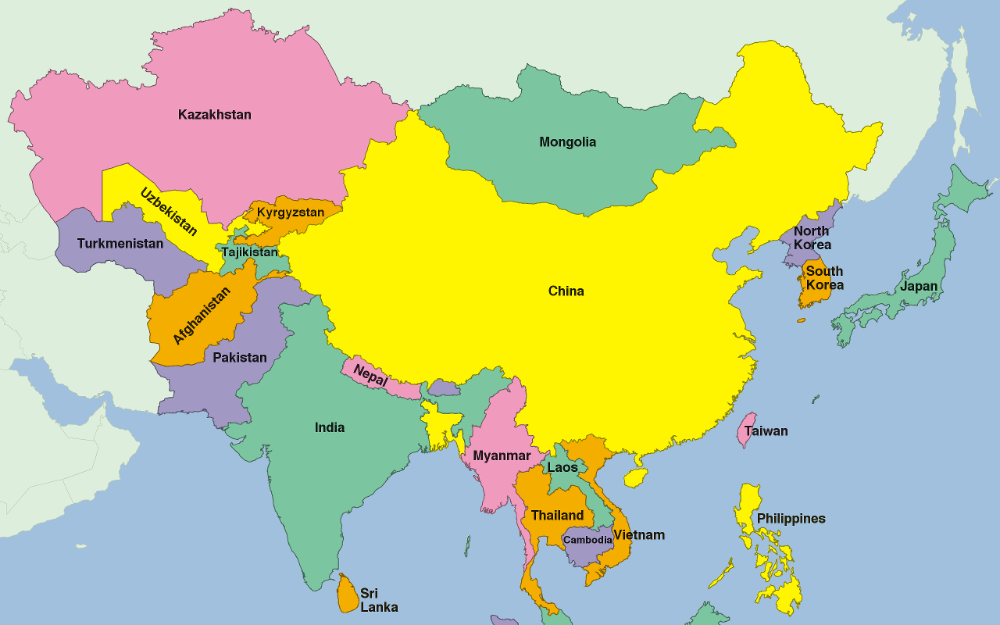 Kazakhstan
Mongolia
Uzbekistan
Kyrgyzstan
Turkmenistan
Tajikistan
North
Korea
South
Korea
Japan
China
Afghanistan
Pakistan
Nepal
India
Taiwan
Myanmar
Laos
Thailand
Philippines
Vietnam
Cambodia
Sri
Lanka